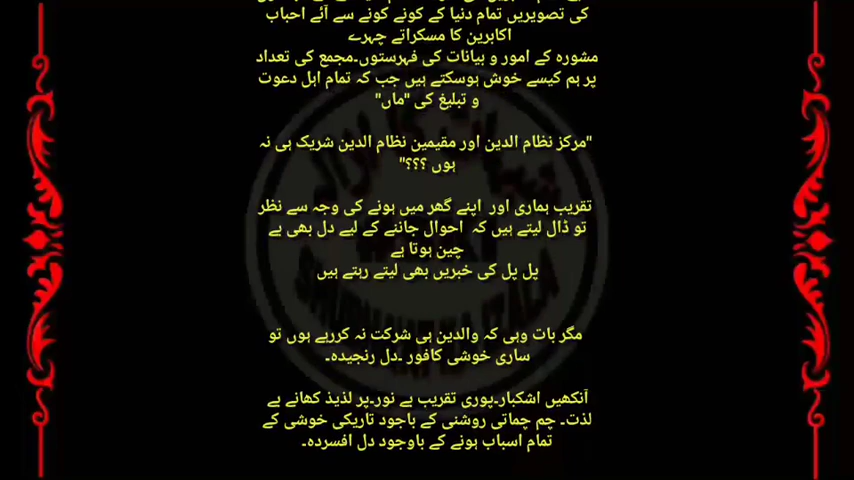 کی تصویریں تمام دنیا کے کونے کونے سے آئے احباب
اکابرین کا مسکراتے چہرے
مشورہ کے امور و بیانات کی فہرستوں۔مجمع کی تعداد
پر ہم کیسے خوش ہوسکتے ہیں جب کہ تمام اہل دعوت
و تبلیغ کی "ماں"
"مرکز نظام الدین اور مقیمین نظام الدین شریک ہی نہ
ہوں ؟؟؟"
تقریب ہماری اور اپنے گھر میں ہونے کی وجہ سے نظر
تو ڈال لیتے ہیں کہ احوال جاننے کے لیے دل بھی بے
چین ہوتا ہے
پل پل کی خبریں بھی لیتے رہتے ہیں
مگر بات وہی کہ والدین ہی شرکت نہ کررہے ہوں تو
ساری خوشی کافور ۔دل رنجیدہ۔
آنکھیں اشکبار۔پوری تقریب بے نور۔پر لذیذ کھانے بے
لذت۔ چم چماتی روشنی کے باجود تاریکی خوشی کے
تمام اسباب ہونے کے باوجود دل افسردہ۔